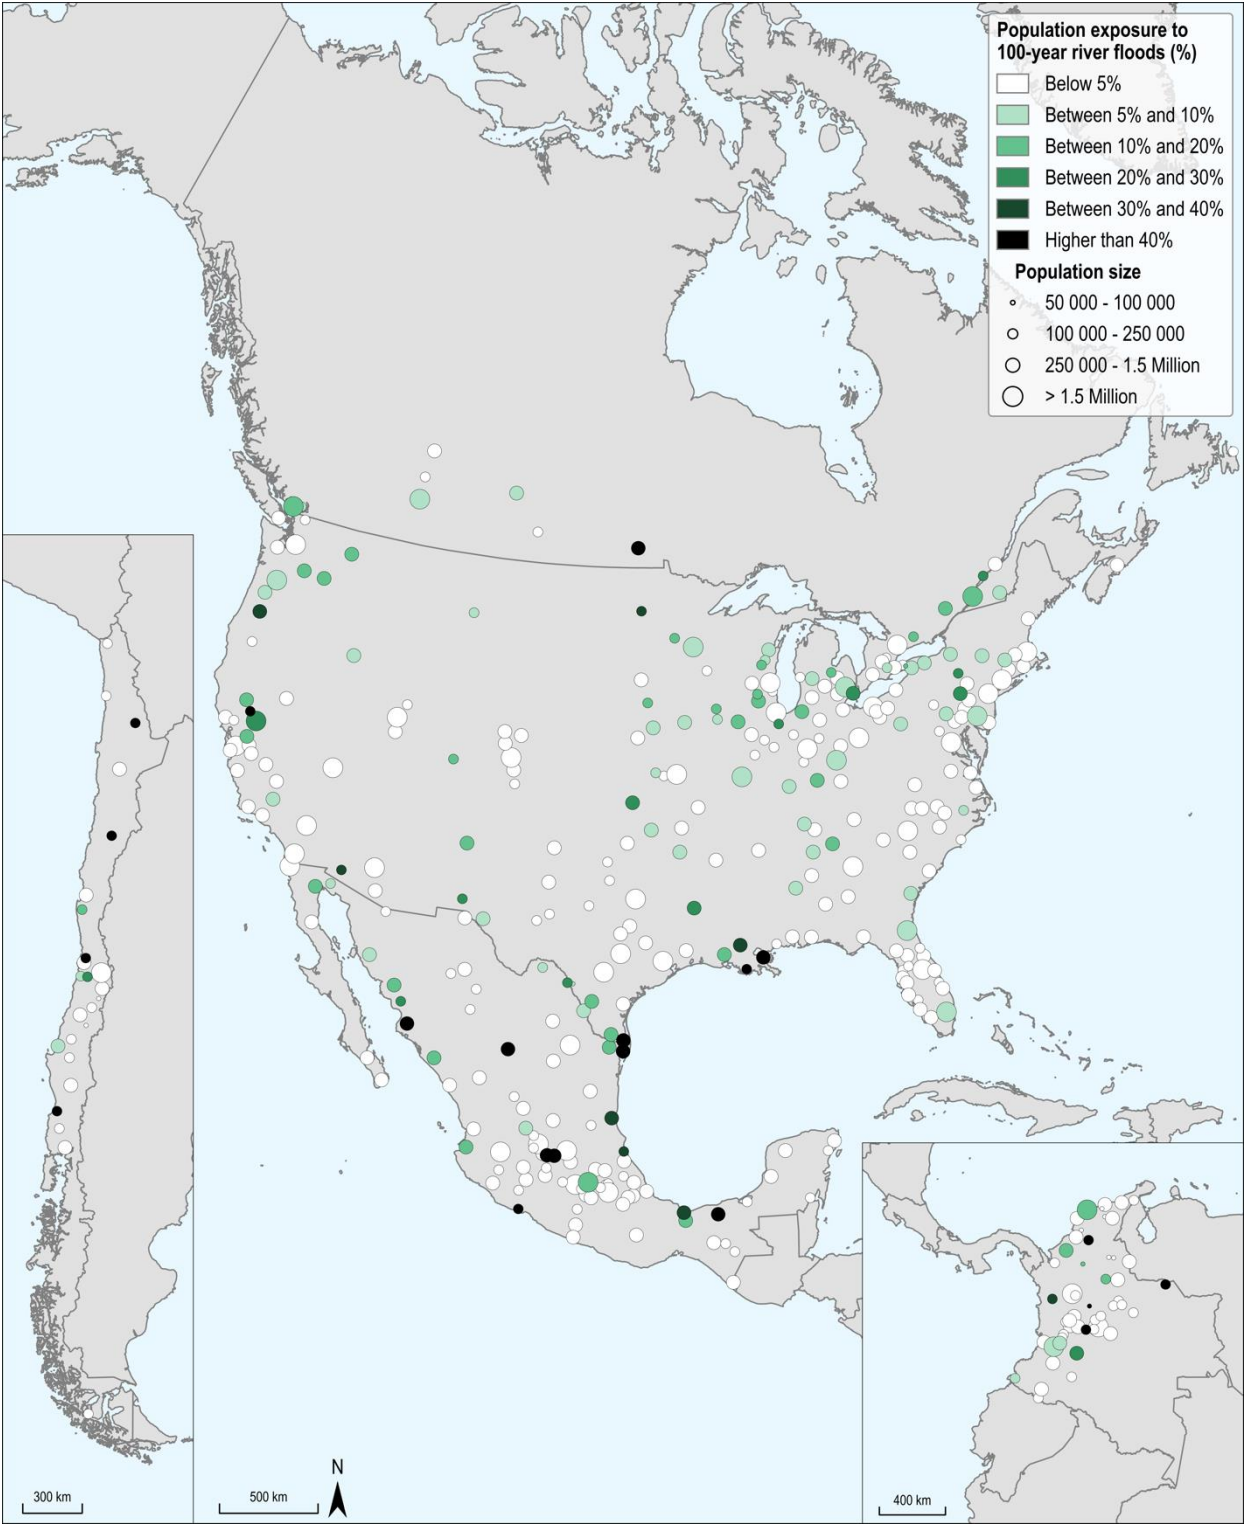 Population exposure to
100-year river floods (%)
Below 5%
Between 5% and 10%
Between 10% and 20%
Between 20% and 30%
Between 30% and 40%
Higher than 40%
Population size
50 000 - 100 000
100 000 - 250 000
250 000 - 1.5 Million
> 1.5 Million
300 km
500 km
N
400 km